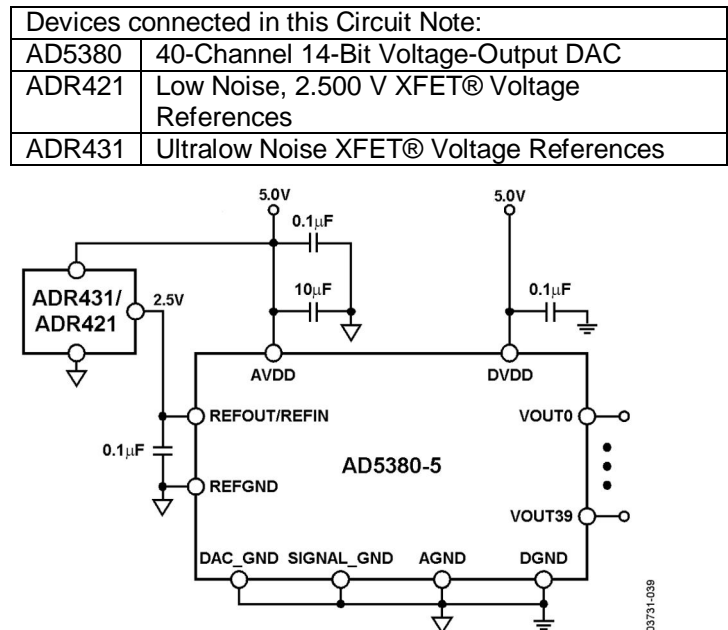 Devices connected in this Circuit Note:
AD5380 40-Channel 14-Bit Voltage-Output DAC
ADR421 Low Noise, 2.500 V XFET® Voltage
References
ADR431 Ultralow Noise XFET® Voltage References
5.0V
5.0V
0.1μF
ADR431/
ADR421
2.5V
10μF
0.1μF
AVDD
DVDD
REFOUT/REFIN
VOUT0
0.1μF
AD5380-5
REFGND
VOUT39
DAC_GND SIGNAL_GND AGND DGND
03731-039